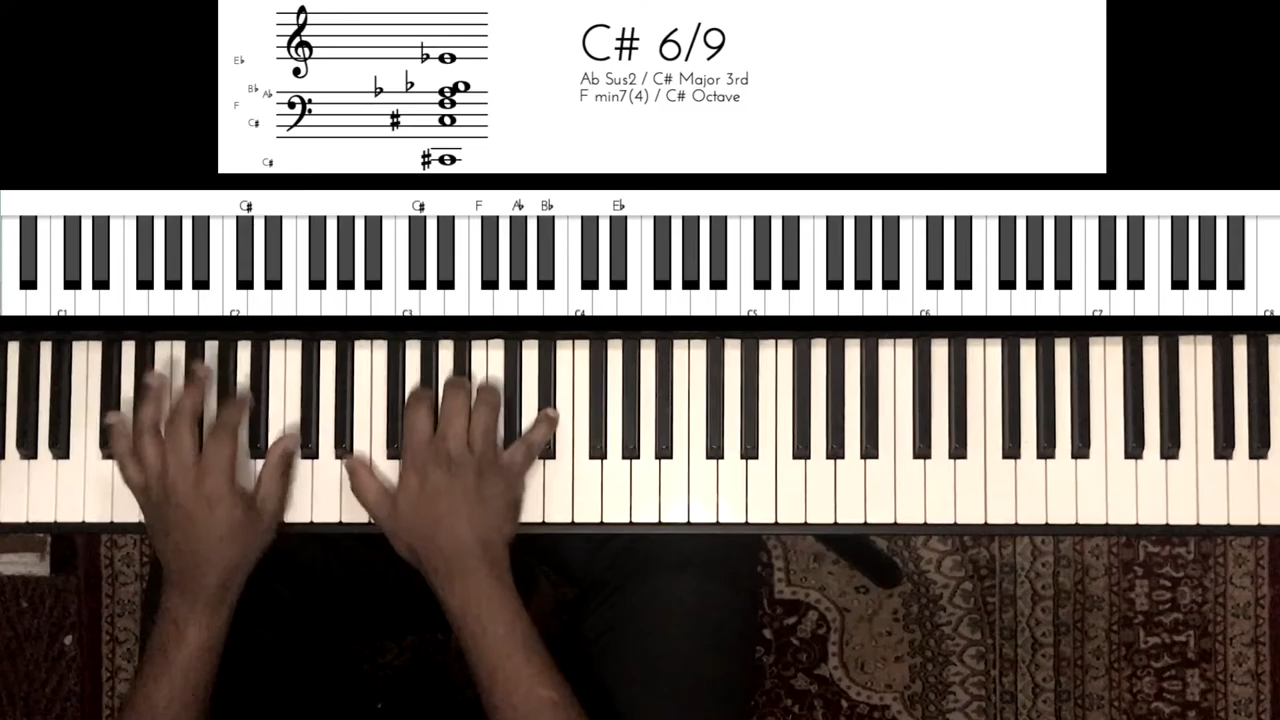 C# 6/9
Ab Sus2 / C# Major 3rd
F min7(4) / C# Octave
Eb
Bb Ab
F
C#
C#
C# C# F Ab Bb Eb
C1 C2 C3 C4 C5 C6 C7 C8